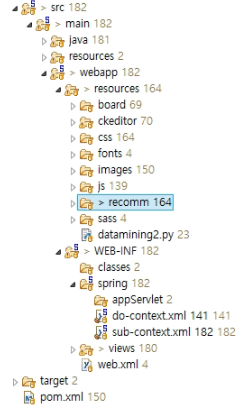 > src 182
> main 182
java 181
resources 2
> webapp 182
> resources 164
board 69
ckeditor 70
css 164
fonts 4
images 150
js 139
> recomm 164
sass 4
datamining2.py 23
> WEB-INF 182
classes 2
> spring 182
appServlet 2
do-context.xml 141 141
sub-context.xml 182 182
> views 180
web.xml 4
> target 2
pom.xml 150